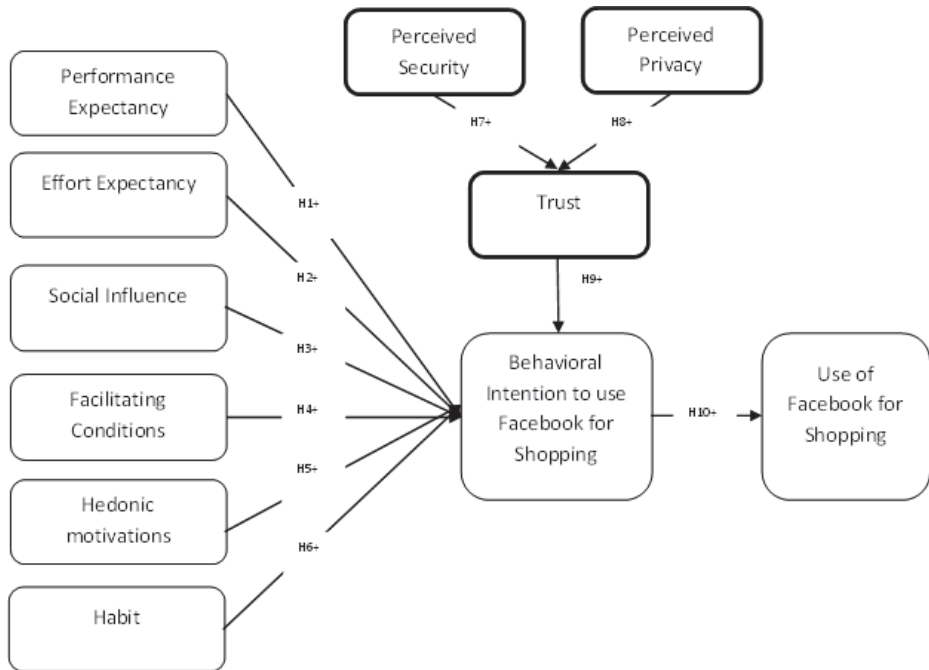 Perceived
Security
Perceived
Privacy
Performance
Expectancy
H7+
H8+
Effort Expectancy
Trust
H1+
H2+
H9+
Social Influence
H3+
Behavioral
Intention to use
Facebook for
Shopping
Use of
Facebook for
Shopping
Facilitating
Conditions
H4+
H10+
H5+
Hedonic
motivations
H6+
Habit